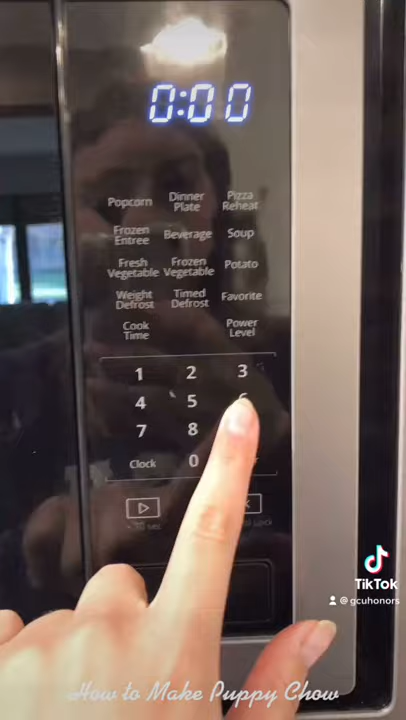 0:00
Popcorn Dinner Plate Pizza Reheat
Frozen Entree Beverage Soup
Fresh Vegetable Frozen Vegetable Potato
Weight Defrost Timed Defrost Favorite
Cook Time Power Level
1 2 3
4 5
7 8
Clock 0
TikTok
@gcuhonors
How to Make Puppy Chow